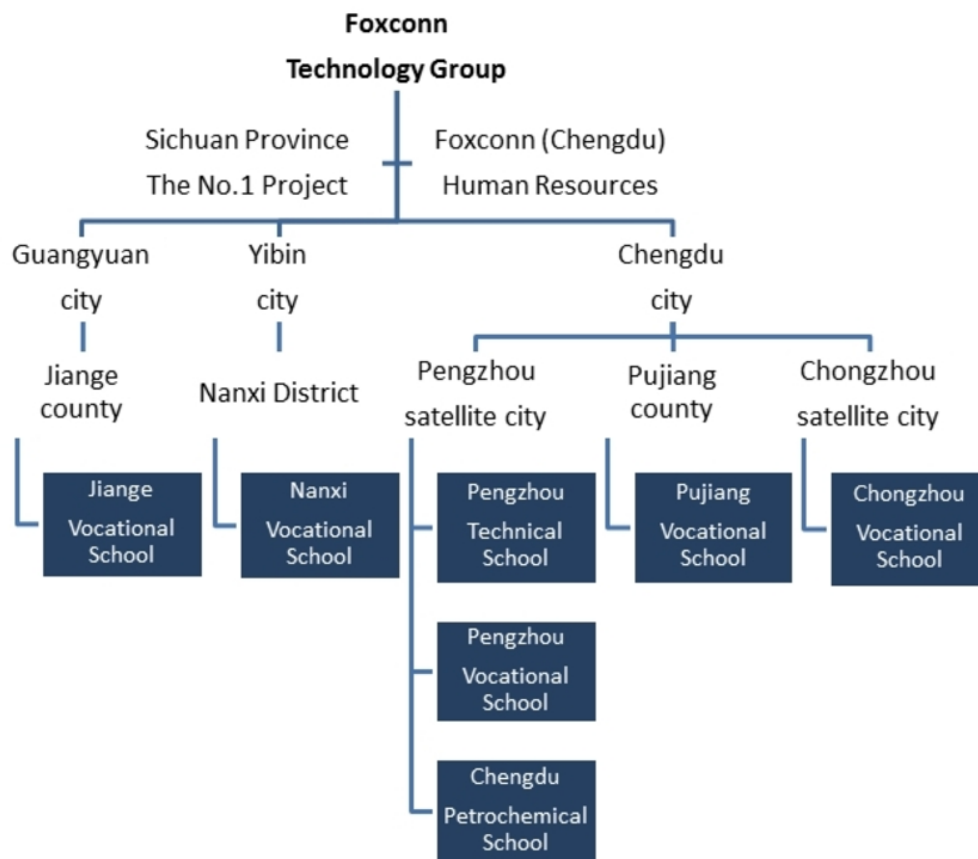 Foxconn
Technology Group
Sichuan Province
The No.1 Project
Foxconn (Chengdu)
Human Resources
Guangyuan
city
Yibin
city
Chengdu
city
Jiange
county
Nanxi District
Pengzhou
satellite city
Pujiang
county
Chongzhou
satellite city
Jiange
Vocational
School
Nanxi
Vocational
School
Pengzhou
Technical
School
Pujiang
Vocational
School
Chongzhou
Vocational
School
Pengzhou
Vocational
School
Chengdu
Petrochemical
School